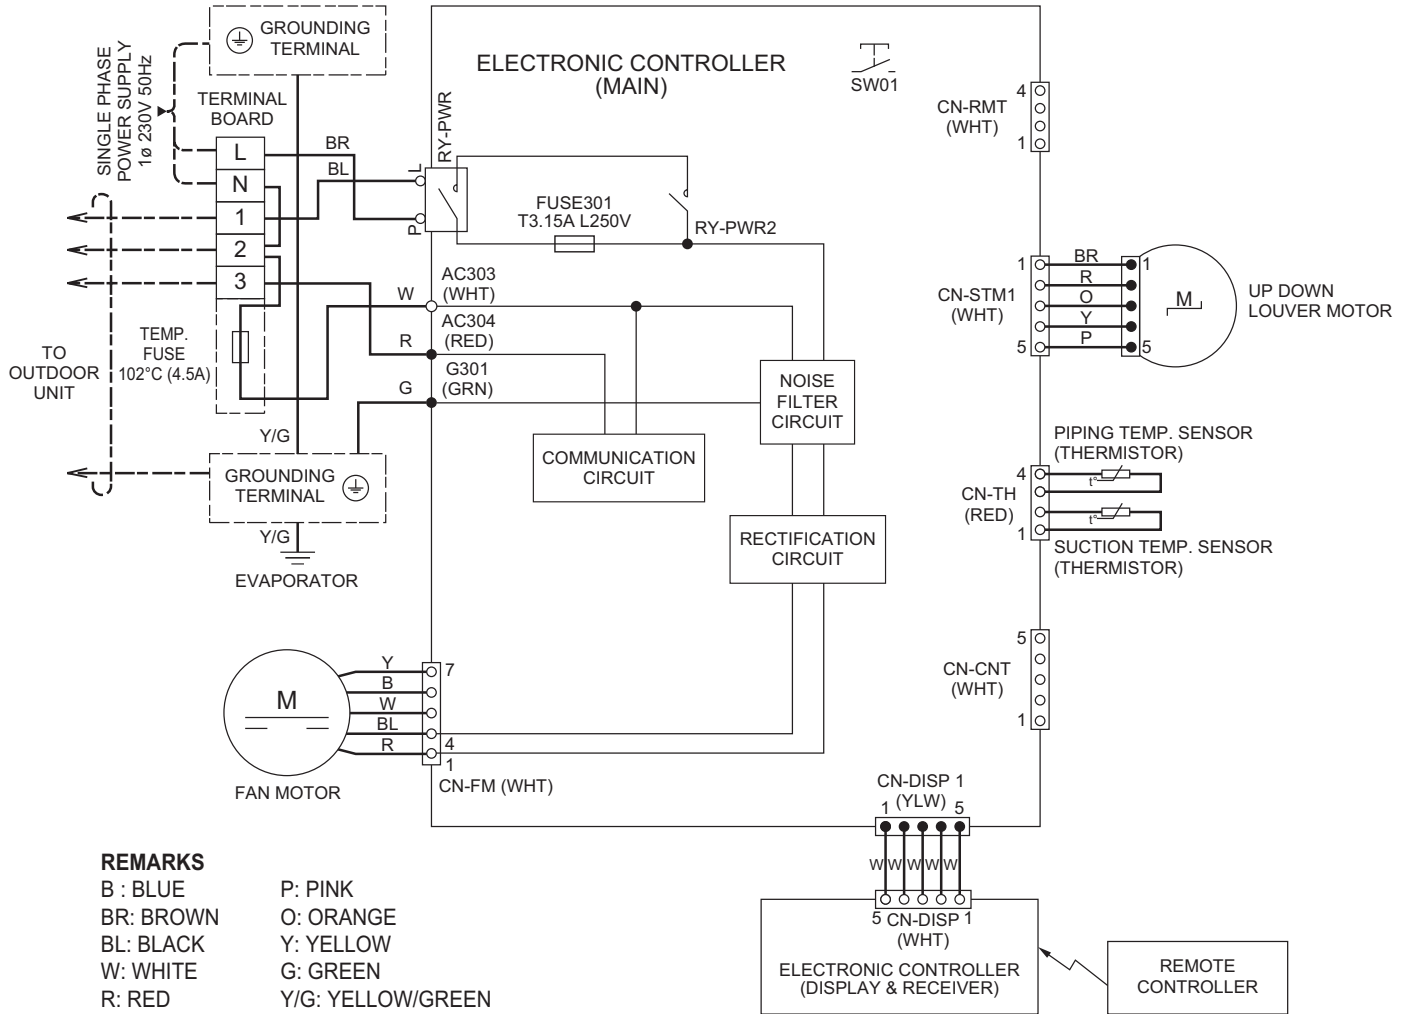 GROUNDING
TERMINAL
SINGLE PHASE
POWER SUPPLY
1ø 230V 50Hz
TERMINAL
BOARD
L
N
1
2
3
BR
BL
TEMP.
FUSE
102°C (4.5A)
TO
OUTDOOR
UNIT
Y/G
GROUNDING
TERMINAL
Y/G
EVAPORATOR
ELECTRONIC CONTROLLER
(MAIN)
SW01
RY-PWR
L
P
FUSE301
T3.15A L250V
RY-PWR2
W
AC303
(WHT)
R
AC304
(RED)
G
G301
(GRN)
NOISE
FILTER
CIRCUIT
COMMUNICATION
CIRCUIT
RECTIFICATION
CIRCUIT
4
CN-RMT
(WHT)
1
1
CN-STM1
(WHT)
5
BR
R
O
Y
P
1
5
M
UP DOWN
LOUVER MOTOR
PIPING TEMP. SENSOR
(THERMISTOR)
4
t°
CN-TH
(RED)
t°
1
SUCTION TEMP. SENSOR
(THERMISTOR)
5
CN-CNT
(WHT)
1
M
FAN MOTOR
Y
B
W
BL
R
7
4
1
CN-FM (WHT)
CN-DISP 1
(YLW)
1 5
W W W W W
5 CN-DISP 1
(WHT)
ELECTRONIC CONTROLLER
(DISPLAY & RECEIVER)
REMOTE
CONTROLLER
REMARKS
B : BLUE P: PINK
BR: BROWN O: ORANGE
BL: BLACK Y: YELLOW
W: WHITE G: GREEN
R: RED Y/G: YELLOW/GREEN